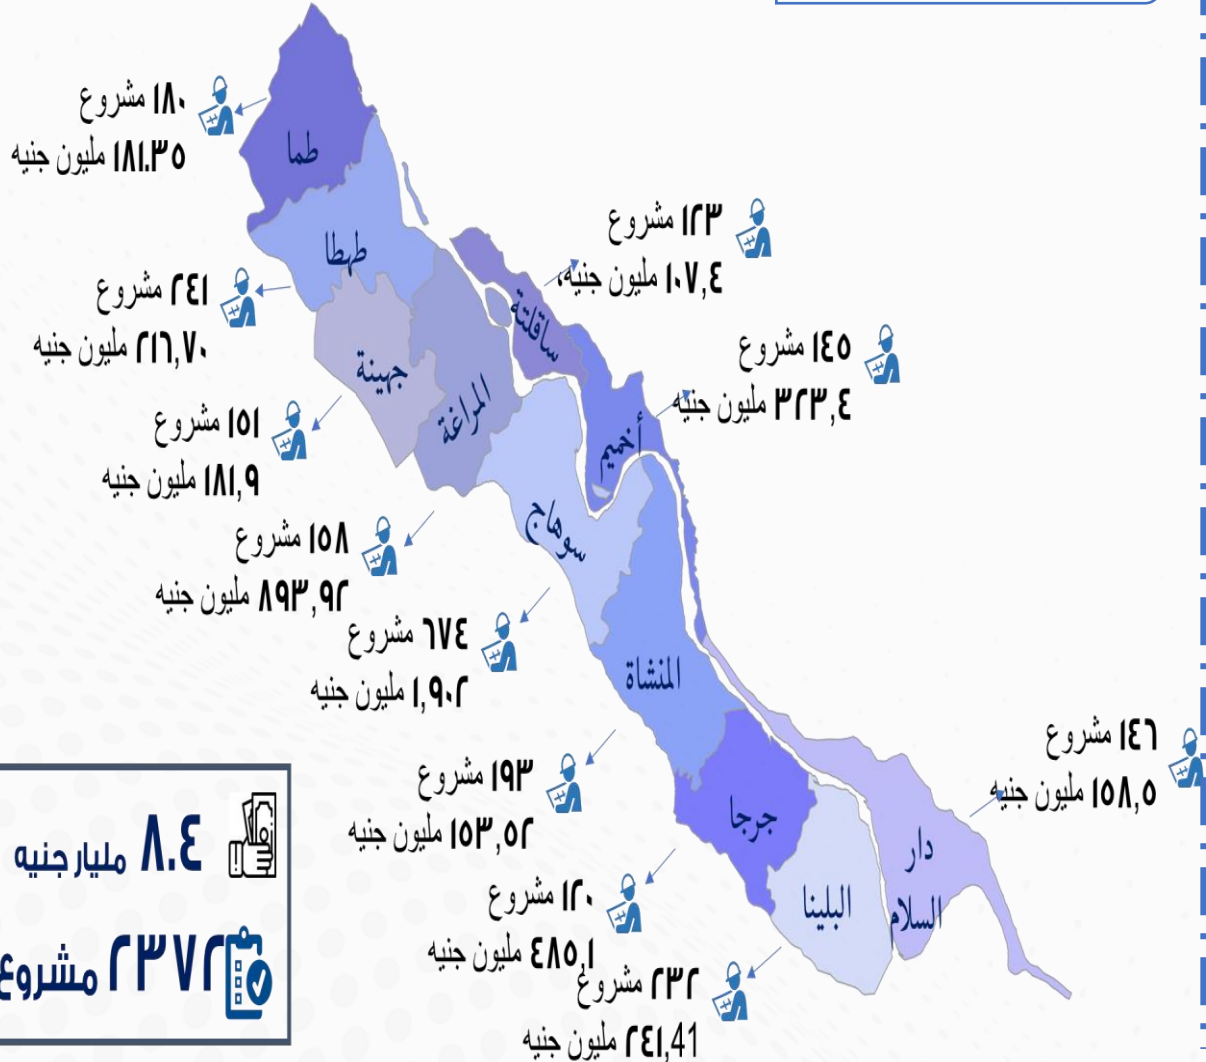 ١٨٠ مشروع
١٨١.٣٥ مليون جنيه
طما
١٢٣ مشروع
١٠٧,٤ مليون جنيه،
ساقلتة
طهطا
٢٤١ مشروع
٢١٦,٧٠ مليون جنيه
١٤٥ مشروع
٣٢٣,٤ مليون جنيه
أخميم
جهينة
المراغة
١٥١ مشروع
١٨١,٩ مليون جنيه
سوهاج
١٥٨ مشروع
٨٩٣,٩٢ مليون جنيه
٦٧٤ مشروع
١,٩٠٢ مليون جنيه
المنشاة
١٤٦ مشروع
١٥٨,٥ مليون جنيه
١٩٣ مشروع
١٥٣,٥٢ مليون جنيه
جرجا
دار
السلام
البلينا
١٢٠ مشروع
٤٨٥,١ مليون جنيه
٢٣٢ مشروع
٢٤١,41 مليون جنيه
٨.٤ مليار جنيه
٢٣٧٢ مشروع